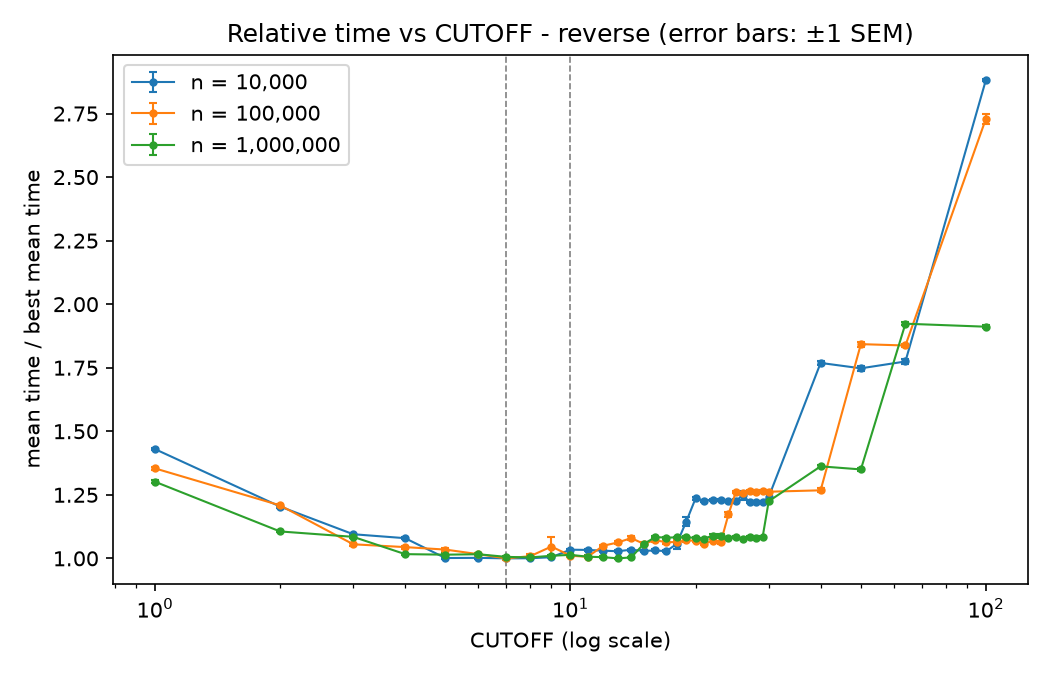 Relative time vs CUTOFF - reverse (error bars: ±1 SEM)
n = 10,000
n = 100,000
n = 1,000,000
mean time / best mean time
2.75
2.50
2.25
2.00
1.75
1.50
1.25
1.00
10⁰
10¹
10²
CUTOFF (log scale)